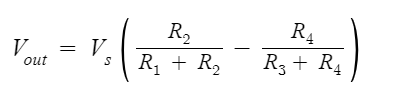 V_out = V_s ( R_2 / (R_1 + R_2) − R_4 / (R_3 + R_4) )